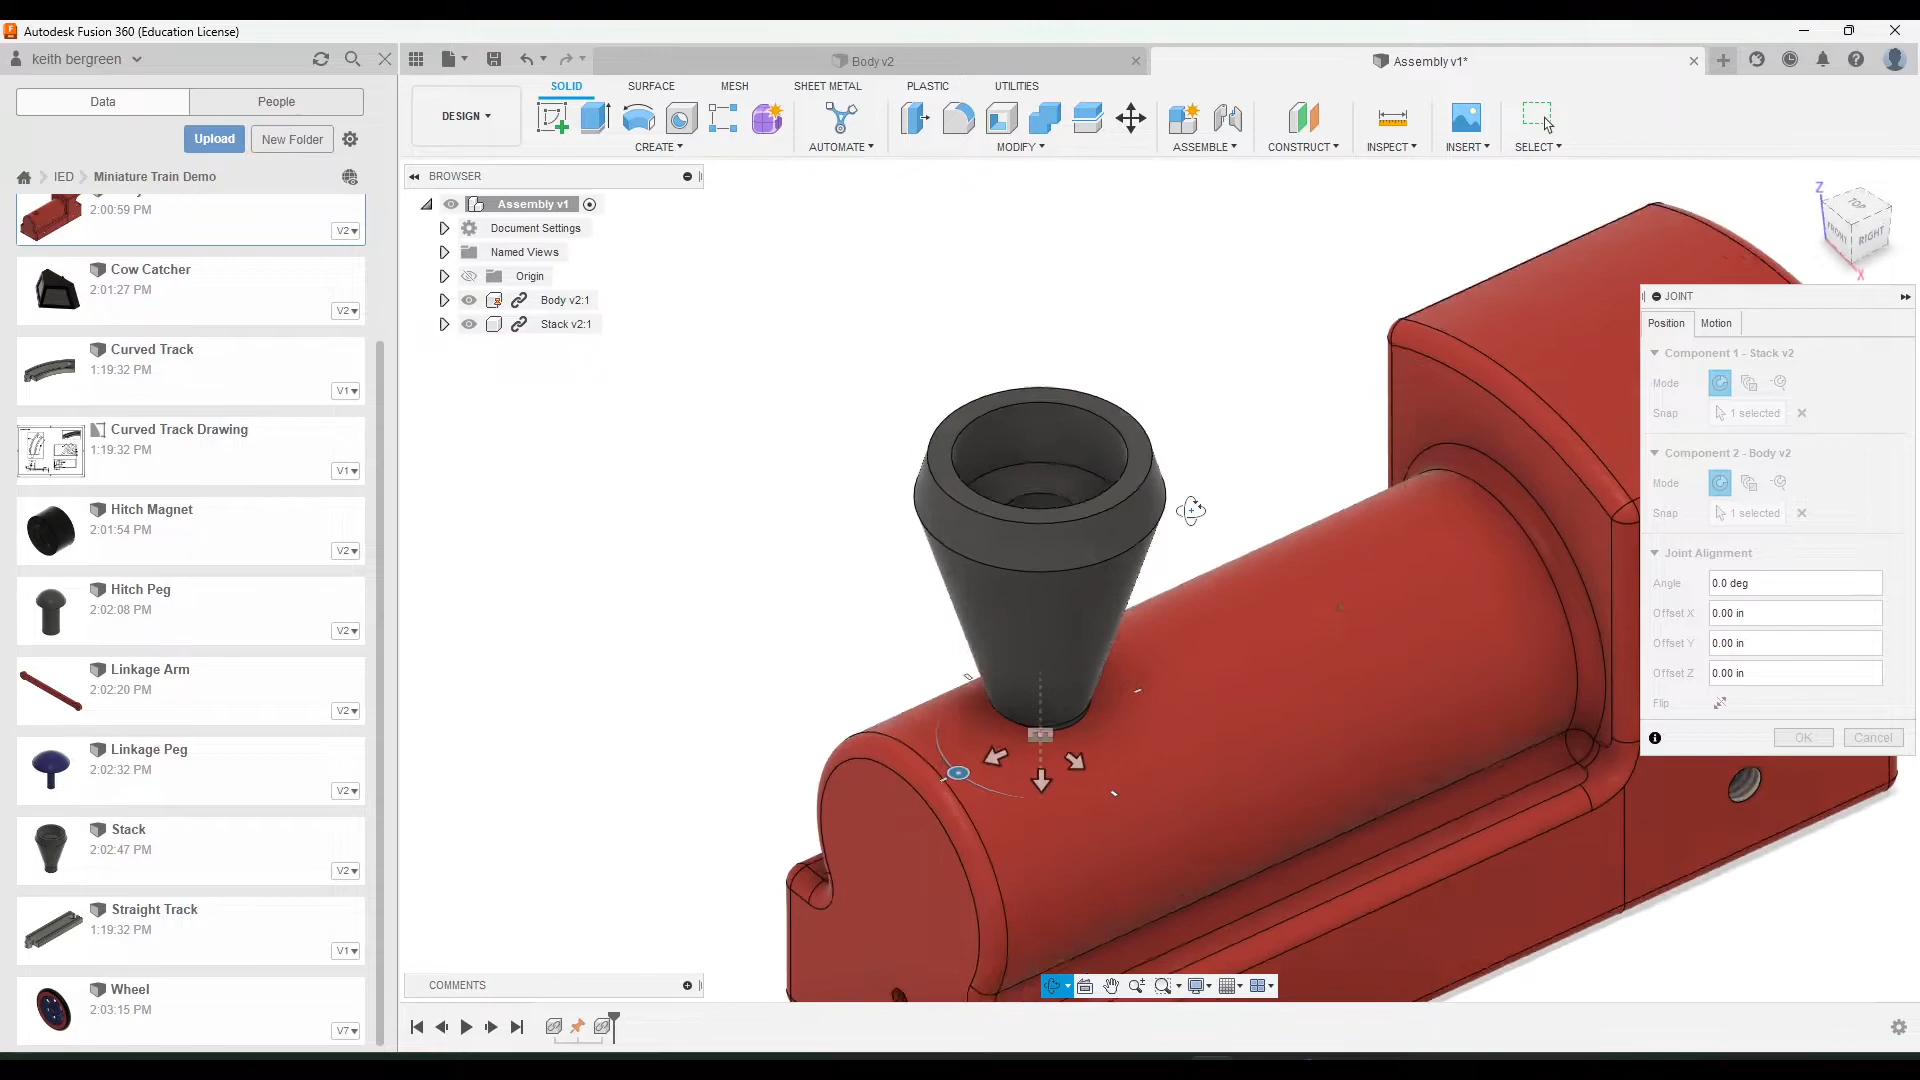 Autodesk Fusion 360 (Education License)
keith bergreen
Body v2
Assembly v1*
Data
People
Upload
New Folder
IED
Miniature Train Demo
2:00:59 PM
V2
Cow Catcher
2:01:27 PM
V2
Curved Track
1:19:32 PM
V1
Curved Track Drawing
1:19:32 PM
V1
Hitch Magnet
2:01:54 PM
V2
Hitch Peg
2:02:08 PM
V2
Linkage Arm
2:02:20 PM
V2
Linkage Peg
2:02:32 PM
V2
Stack
2:02:47 PM
V2
Straight Track
1:19:32 PM
V1
Wheel
2:03:15 PM
V7
DESIGN
SOLID
SURFACE
MESH
SHEET METAL
PLASTIC
UTILITIES
CREATE
AUTOMATE
MODIFY
ASSEMBLE
CONSTRUCT
INSPECT
INSERT
SELECT
BROWSER
Assembly v1
Document Settings
Named Views
Origin
Body v2:1
Stack v2:1
Z
TOP
FRONT
RIGHT
X
JOINT
Position
Motion
Component 1 - Stack v2
Mode
Snap
1 selected
Component 2 - Body v2
Mode
Snap
1 selected
Joint Alignment
Angle
0.0 deg
Offset X
0.00 in
Offset Y
0.00 in
Offset Z
0.00 in
Flip
OK
Cancel
COMMENTS